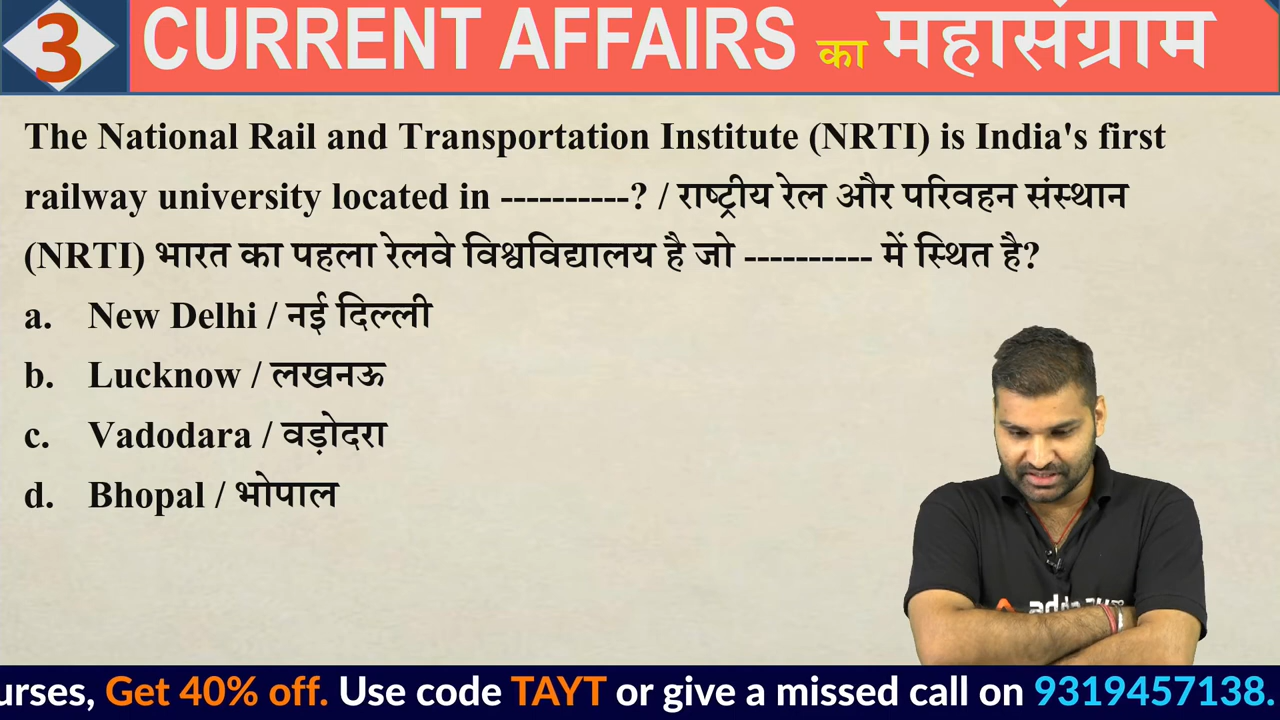 3
CURRENT AFFAIRS का महासंग्राम
The National Rail and Transportation Institute (NRTI) is India's first
railway university located in ----------? / राष्ट्रीय रेल और परिवहन संस्थान
(NRTI) भारत का पहला रेलवे विश्वविद्यालय है जो ---------- में स्थित है?
a. New Delhi / नई दिल्ली
b. Lucknow / लखनऊ
c. Vadodara / वड़ोदरा
d. Bhopal / भोपाल
urses, Get 40% off. Use code TAYT or give a missed call on 9319457138.